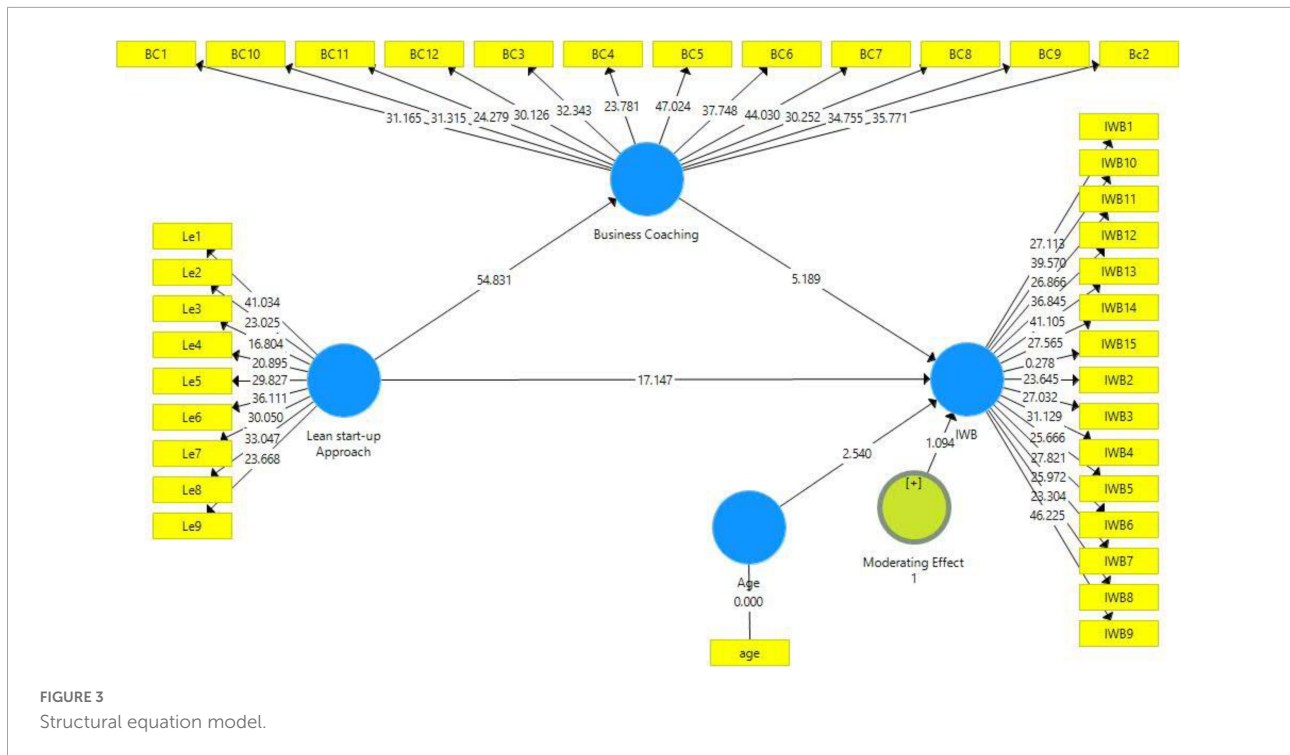 BC1 BC10 BC11 BC12 BC3 BC4 BC5 BC6 BC7 BC8 BC9 Bc2
31.165 31.315 24.279 30.126 32.343 23.781 47.024 37.748 44.030 30.252 34.755 35.771
Business Coaching
Le1
Le2
Le3
Le4
Le5
Le6
Le7
Le8
Le9
41.034
23.025
16.804
20.895
29.827
36.111
30.050
33.047
23.668
Lean start-up
Approach
54.831
5.189
17.147
2.540
1.094
IWB
27.113
39.570
26.866
36.845
41.105
27.565
0.278
23.645
27.032
31.129
25.666
27.821
25.972
23.304
46.225
IWB1
IWB10
IWB11
IWB12
IWB13
IWB14
IWB15
IWB2
IWB3
IWB4
IWB5
IWB6
IWB7
IWB8
IWB9
[+]
Moderating Effect
1
Age
0.000
age
FIGURE 3
Structural equation model.